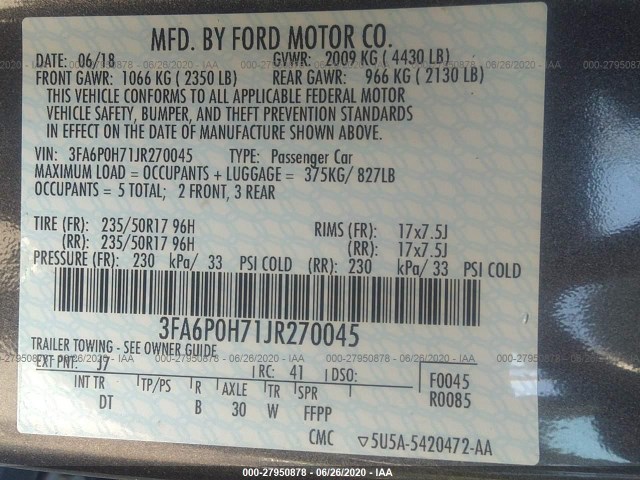 MFD. BY FORD MOTOR CO.
DATE: 06/18 GVWR: 2009 KG ( 4430 LB)
FRONT GAWR: 1066 KG ( 2350 LB) REAR GAWR: 966 KG ( 2130 LB)
THIS VEHICLE CONFORMS TO ALL APPLICABLE FEDERAL MOTOR
VEHICLE SAFETY, BUMPER, AND THEFT PREVENTION STANDARDS
IN EFFECT ON THE DATE OF MANUFACTURE SHOWN ABOVE.
VIN: 3FA6P0H71JR270045 TYPE: Passenger Car
MAXIMUM LOAD = OCCUPANTS + LUGGAGE = 375KG/ 827LB
OCCUPANTS = 5 TOTAL; 2 FRONT, 3 REAR
TIRE (FR): 235/50R17 96H RIMS (FR): 17x7.5J
(RR): 235/50R17 96H (RR): 17x7.5J
PRESSURE (FR): 230 kPa/ 33 PSI COLD (RR): 230 kPa/ 33 PSI COLD
3FA6P0H71JR270045
TRAILER TOWING - SEE OWNER GUIDE
EXT PNT: J7 RC: 41 DSO: F0045
INT TR TP/PS R AXLE TR SPR R0085
DT B 30 W FFPP
CMC ▽5U5A-5420472-AA
000-27950878 - 06/26/2020 - IAA